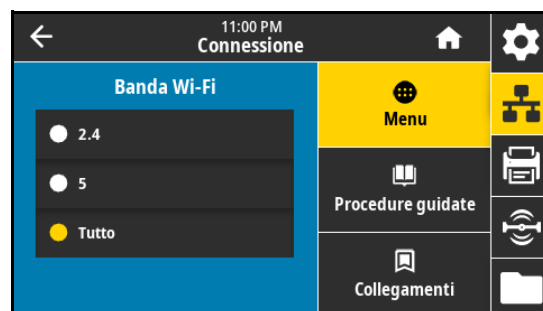 11:00 PM
Connessione
Banda Wi-Fi
2.4
5
Tutto
Menu
Procedure guidate
Collegamenti